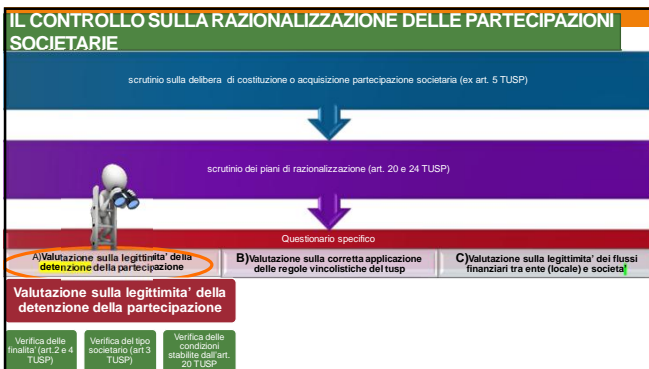 IL CONTROLLO SULLA RAZIONALIZZAZIONE DELLE PARTECIPAZIONI
SOCIETARIE
scrutinio sulla delibera di costituzione o acquisizione partecipazione societaria (ex art. 5 TUSP)
scrutinio dei piani di razionalizzazione (art. 20 e 24 TUSP)
Questionario specifico
A)Valutazione sulla legittimita' della
detenzione della partecipazione
B)Valutazione sulla corretta applicazione
delle regole vincolistiche del tusp
C)Valutazione sulla legittimita' dei flussi
finanziari tra ente (locale) e societa'
Valutazione sulla legittimita' della
detenzione della partecipazione
Verifica delle
finalita' (art.2 e 4
TUSP)
Verifica del tipo
societario (art 3
TUSP)
Verifica delle
condizioni
stabilite dall'art.
20 TUSP